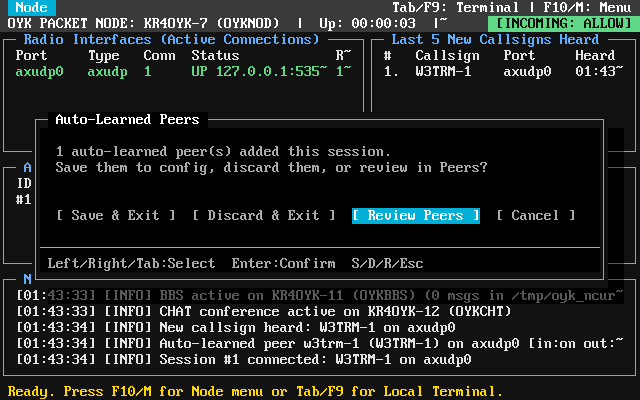 Node Tab/F9: Terminal | F10/M: Menu
OYK PACKET NODE: KR4OYK-7 (OYKNOD) | Up: 00:00:03 |~ [INCOMING: ALLOW]
Radio Interfaces (Active Connections) Last 5 New Callsigns Heard
Port Type Conn Status R~ # Callsign Port Heard
axudp0 axudp 1 UP 127.0.0.1:535~ 1~ 1. W3TRM-1 axudp0 01:43~
Auto-Learned Peers
1 auto-learned peer(s) added this session.
Save them to config, discard them, or review in Peers?
A
ID
#1
[ Save & Exit ] [ Discard & Exit ] [ Review Peers ] [ Cancel ]
Left/Right/Tab:Select Enter:Confirm S/D/R/Esc
N
[01:43:33] [INFO] BBS active on KR4OYK-11 (OYKBBS) (0 msgs in /tmp/oyk_ncur~
[01:43:34] [INFO] CHAT conference active on KR4OYK-12 (OYKCHT)
[01:43:34] [INFO] New callsign heard: W3TRM-1 on axudp0
[01:43:34] [INFO] Auto-learned peer w3trm-1 (W3TRM-1) on axudp0 [in:on out:~
[01:43:34] [INFO] Session #1 connected: W3TRM-1 on axudp0
Ready. Press F10/M for Node menu or Tab/F9 for Local Terminal.